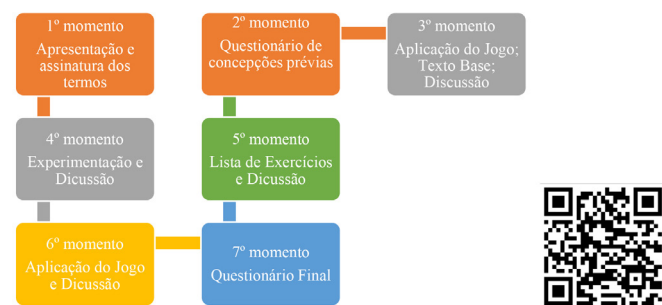 1º momento
Apresentação e
assinatura dos
termos
2º momento
Questionário de
concepções prévias
3º momento
Aplicação do Jogo;
Texto Base;
Discussão
4º momento
Experimentação e
Dicussão
5º momento
Lista de Exercícios
e Dicussão
6º momento
Aplicação do Jogo
e Dicussão
7º momento
Questionário Final